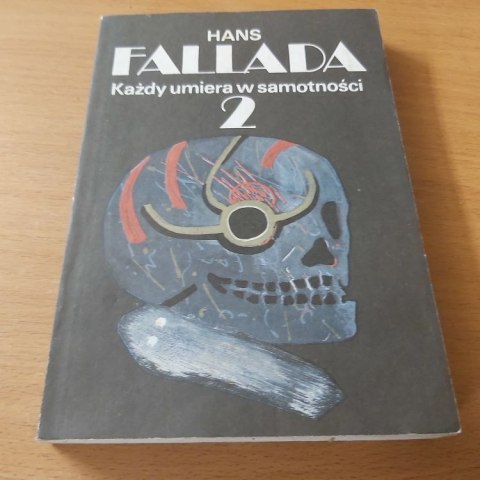 HANS
FALLADA
Każdy umiera w samotności
2